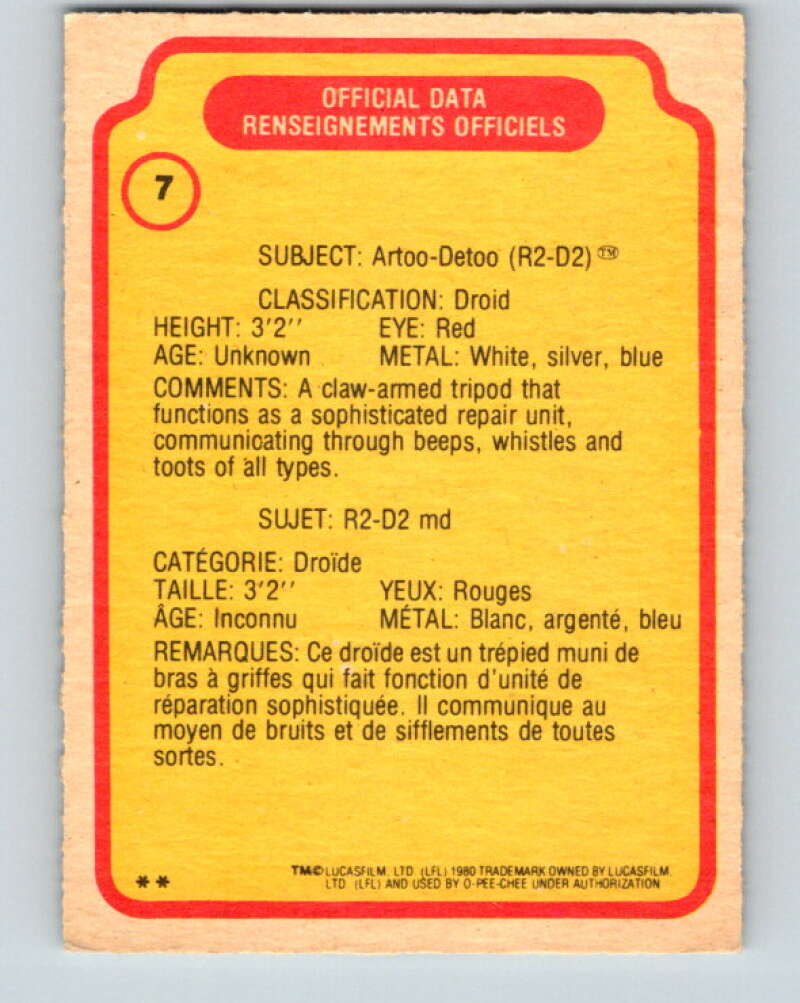 OFFICIAL DATA
RENSEIGNEMENTS OFFICIELS
7
SUBJECT: Artoo-Detoo (R2-D2)™
CLASSIFICATION: Droid
HEIGHT: 3'2'' EYE: Red
AGE: Unknown METAL: White, silver, blue
COMMENTS: A claw-armed tripod that
functions as a sophisticated repair unit,
communicating through beeps, whistles and
toots of all types.
SUJET: R2-D2 md
CATÉGORIE: Droïde
TAILLE: 3'2'' YEUX: Rouges
ÂGE: Inconnu MÉTAL: Blanc, argenté, bleu
REMARQUES: Ce droïde est un trépied muni de
bras à griffes qui fait fonction d'unité de
réparation sophistiquée. Il communique au
moyen de bruits et de sifflements de toutes
sortes.
TM©LUCASFILM, LTD. (LFL) 1980 TRADEMARK OWNED BY LUCASFILM,
** LTD. (LFL) AND USED BY O-PEE-CHEE UNDER AUTHORIZATION